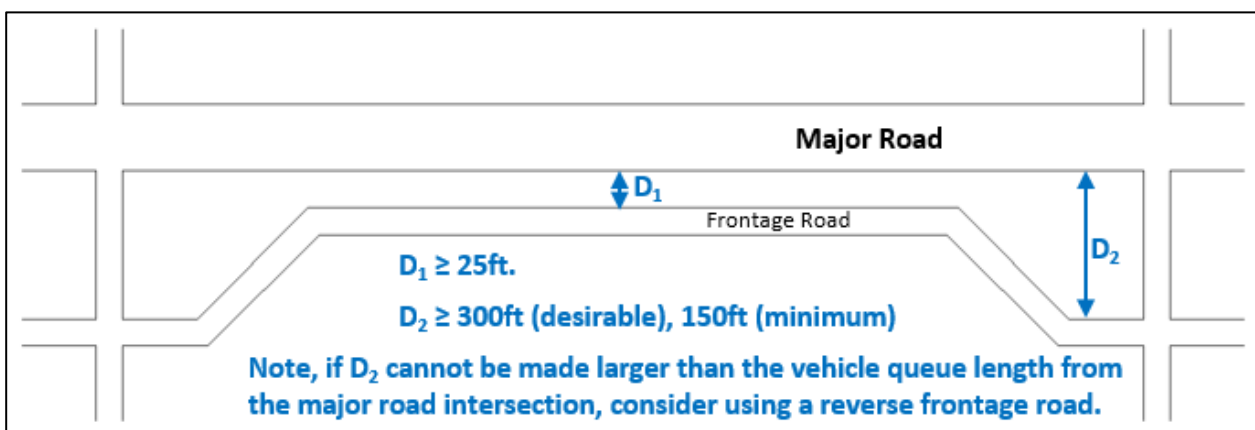 Major Road
D₁
Frontage Road
D₂
D₁ ≥ 25ft.
D₂ ≥ 300ft (desirable), 150ft (minimum)
Note, if D₂ cannot be made larger than the vehicle queue length from
the major road intersection, consider using a reverse frontage road.